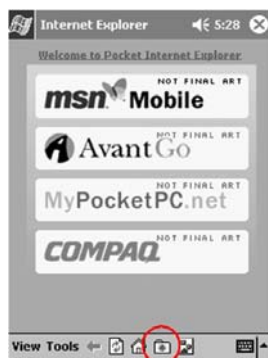 Internet Explorer 5:28
Welcome to Pocket Internet Explorer
NOT FINAL ART
msn Mobile
NOT FINAL ART
AvantGo
NOT FINAL ART
MyPocketPC.net
NOT FINAL ART
COMPAQ
View Tools